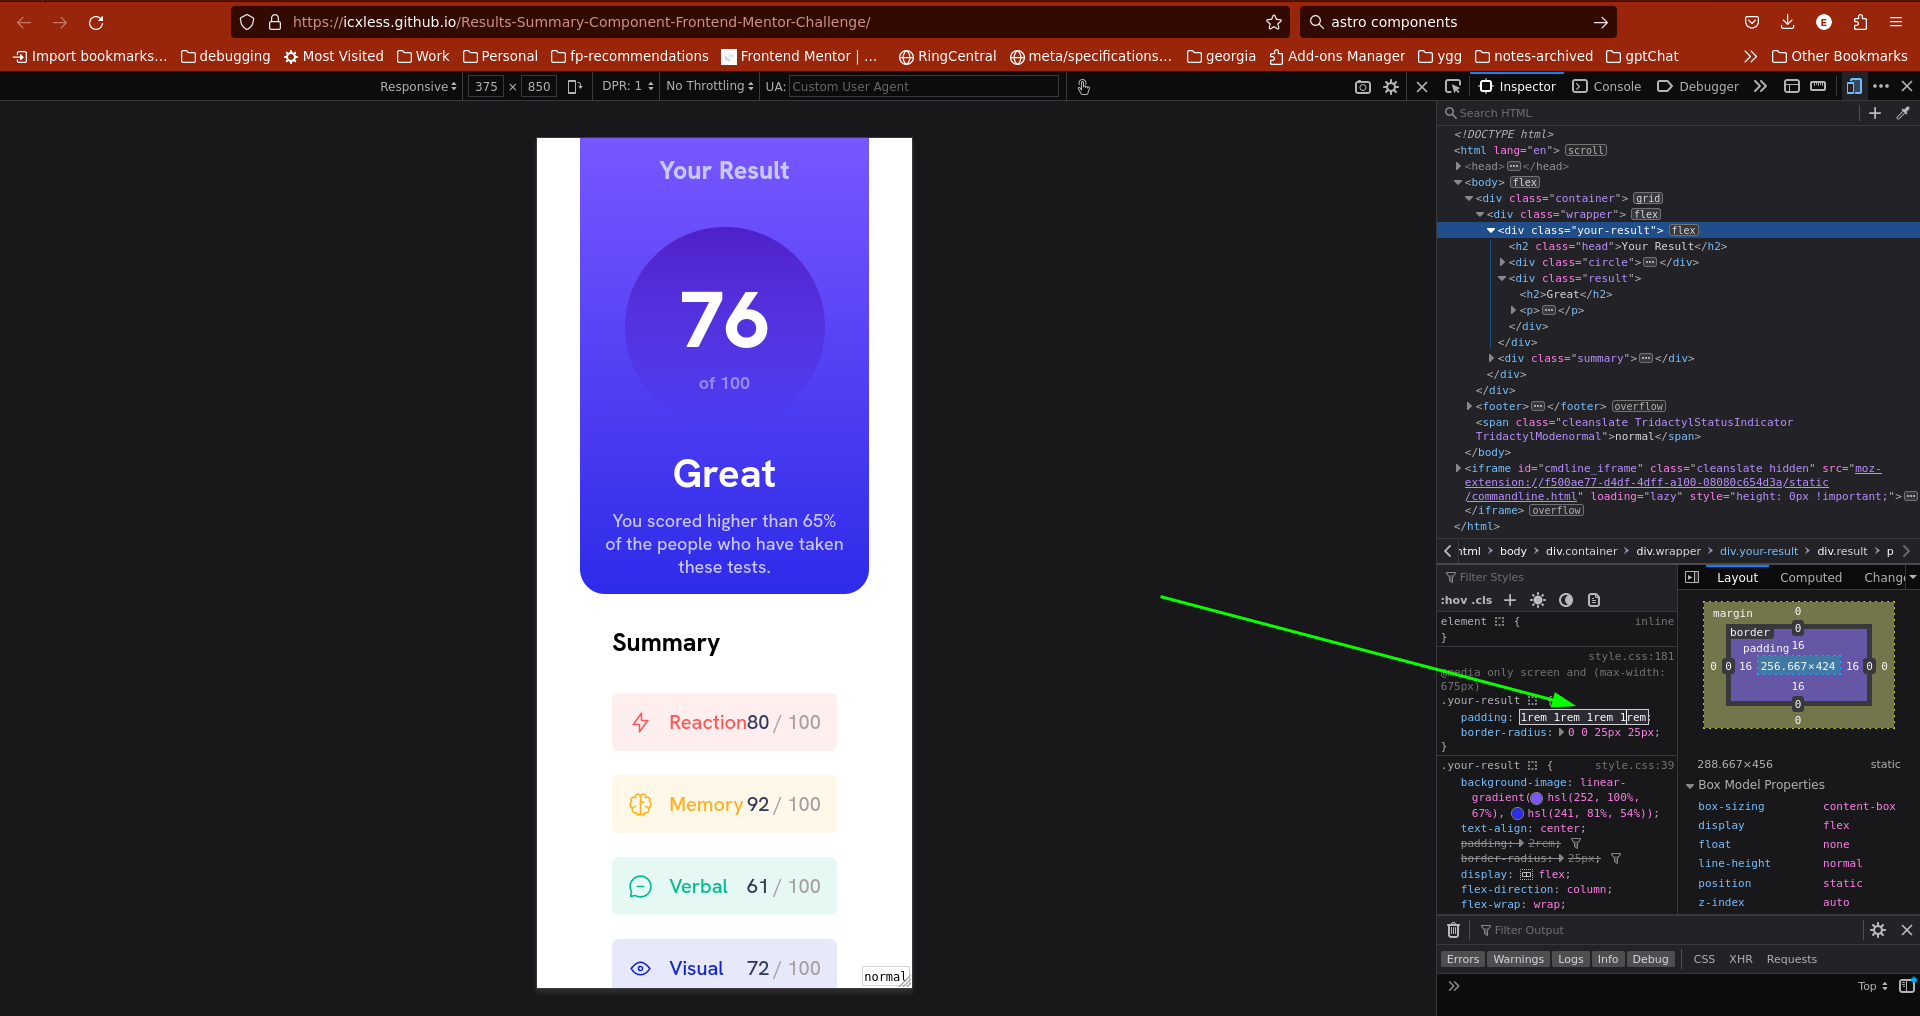 https://icxless.github.io/Results-Summary-Component-Frontend-Mentor-Challenge/
astro components
E
Import bookmarks...
debugging
Most Visited
Work
Personal
fp-recommendations
Frontend Mentor | ...
RingCentral
meta/specifications...
georgia
Add-ons Manager
ygg
notes-archived
gptChat
Other Bookmarks
Responsive
375 × 850
DPR: 1
No Throttling
UA: Custom User Agent
Inspector
Console
Debugger
Search HTML
<!DOCTYPE html>
<html lang="en"> scroll
<head> </head>
<body> flex
<div class="container"> grid
<div class="wrapper"> flex
<div class="your-result"> flex
<h2 class="head">Your Result</h2>
<div class="circle"> </div>
<div class="result">
<h2>Great</h2>
<p> </p>
</div>
</div>
<div class="summary"> </div>
</div>
</div>
<footer> </footer> overflow
<span class="cleanslate TridactylStatusIndicator
TridactylModenormal">normal</span>
</body>
<iframe id="cmdline_iframe" class="cleanslate hidden" src="moz-
extension://f500ae77-d4df-4dff-a100-08080c654d3a/static
/commandline.html" loading="lazy" style="height: 0px !important;">
</iframe> overflow
</html>
html
body
div.container
div.wrapper
div.your-result
div.result
p
Your Result
76
of 100
Great
You scored higher than 65%
of the people who have taken
these tests.
Summary
Reaction80 / 100
Memory 92 / 100
Verbal 61 / 100
Visual 72 / 100
normal
Filter Styles
:hov .cls
element { inline
}
style.css:181
@media only screen and (max-width:
675px)
.your-result {
padding: 1rem 1rem 1rem 1rem;
border-radius: 0 0 25px 25px;
}
.your-result { style.css:39
background-image: linear-
gradient( hsl(252, 100%,
67%), hsl(241, 81%, 54%));
text-align: center;
padding: 2rem;
border-radius: 25px;
display: flex;
flex-direction: column;
flex-wrap: wrap;
Layout
Computed
Chang
margin 0
border 0
padding 16
0 0 16 256.667×424 16 0 0
16
0
0
288.667×456 static
Box Model Properties
box-sizing content-box
display flex
float none
line-height normal
position static
z-index auto
Filter Output
Errors
Warnings
Logs
Info
Debug
CSS
XHR
Requests
Top